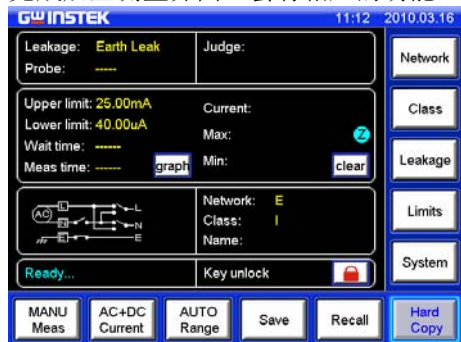 GWINSTEK 11:12 2010.03.16
Leakage: Earth Leak
Probe: -----
Judge:
Network
Upper limit: 25.00mA
Lower limit: 40.00uA
Wait time: ------
Meas time: ------ graph
Current:
Max: Z
Min: clear
Class
Leakage
AC L L
N N
E E
Network: E
Class: I
Name:
Limits
Ready...
Key unlock
System
MANU Meas
AC+DC Current
AUTO Range
Save
Recall
Hard Copy